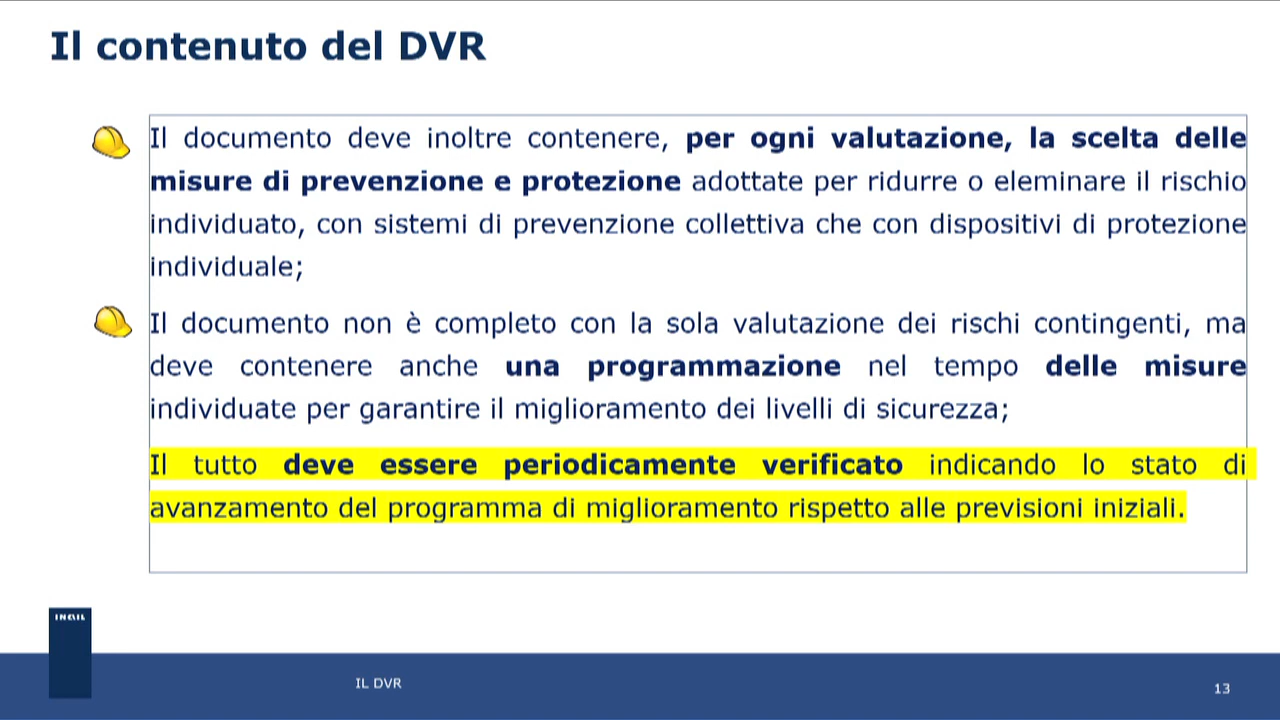 Il contenuto del DVR
Il documento deve inoltre contenere, per ogni valutazione, la scelta delle
misure di prevenzione e protezione adottate per ridurre o eleminare il rischio
individuato, con sistemi di prevenzione collettiva che con dispositivi di protezione
individuale;
Il documento non è completo con la sola valutazione dei rischi contingenti, ma
deve contenere anche una programmazione nel tempo delle misure
individuate per garantire il miglioramento dei livelli di sicurezza;
Il tutto deve essere periodicamente verificato indicando lo stato di
avanzamento del programma di miglioramento rispetto alle previsioni iniziali.
INAIL
IL DVR
13